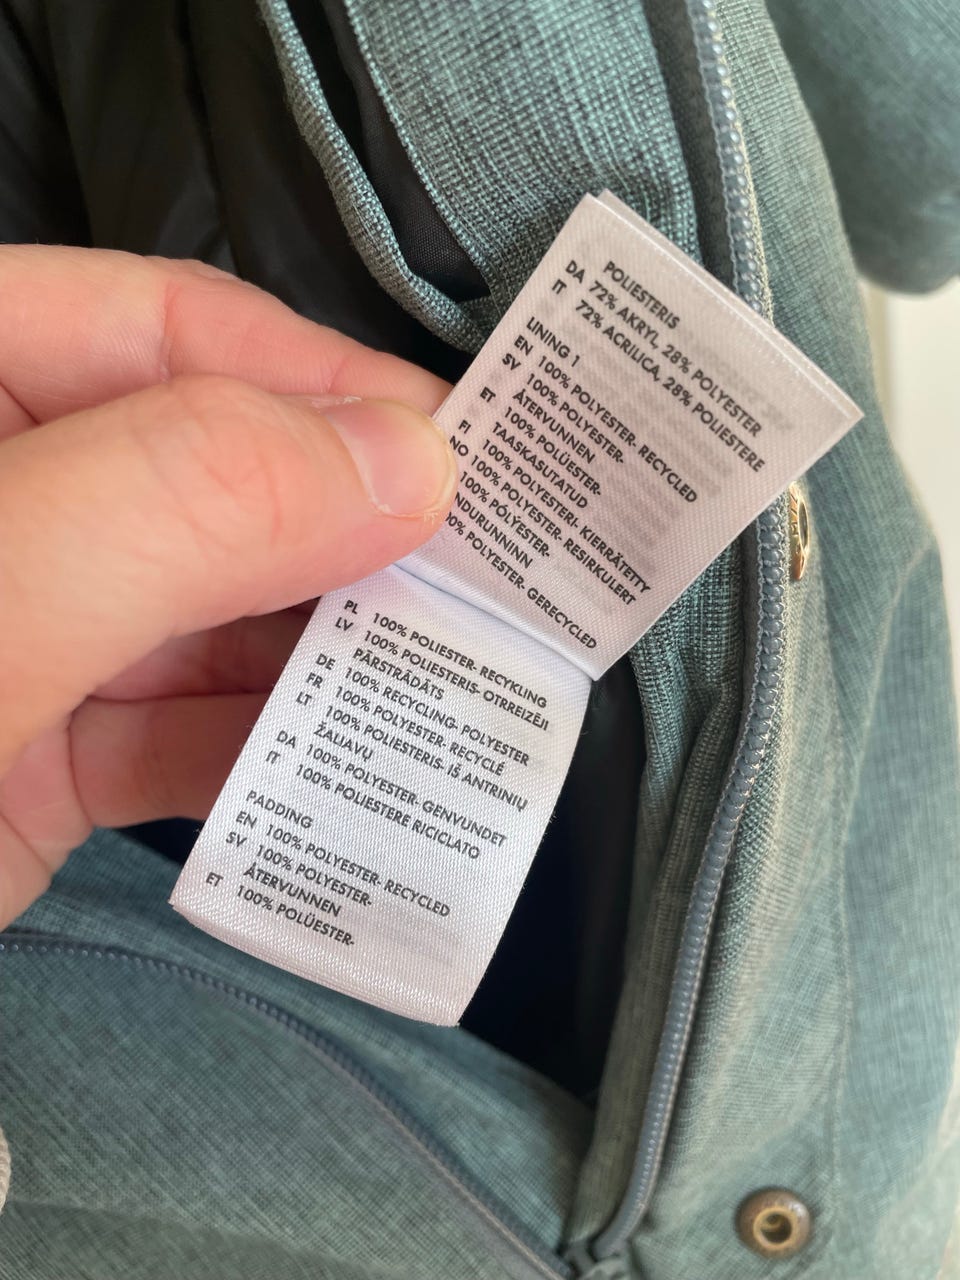 POLIESTERIS
DA 72% AKRYL, 28% POLYESTER
IT 72% ACRILICA, 28% POLIESTERE
LINING 1
EN 100% POLYESTER- RECYCLED
SV 100% POLYESTER-
ÅTERVUNNEN
ET 100% POLÜESTER-
TAASKASUTATUD
FI 100% POLYESTERI- KIERRÄTETTY
NO 100% POLYESTER- RESIRKULERT
100% PÓLÝESTER-
NDURUNNINN
00% POLYESTER- GERECYCLED
PL 100% POLIESTER- RECYKLING
LV 100% POLIESTERIS- OTRREIZĒJI
PĀRSTRĀDĀTS
DE 100% RECYCLING- POLYESTER
FR 100% POLYESTER- RECYCLÉ
LT 100% POLIESTERIS- IŠ ANTRINIŲ
ŽALIAVŲ
DA 100% POLYESTER- GENVUNDET
IT 100% POLIESTERE RICICLATO
PADDING
EN 100% POLYESTER- RECYCLED
SV 100% POLYESTER-
ÅTERVUNNEN
ET 100% POLÜESTER-